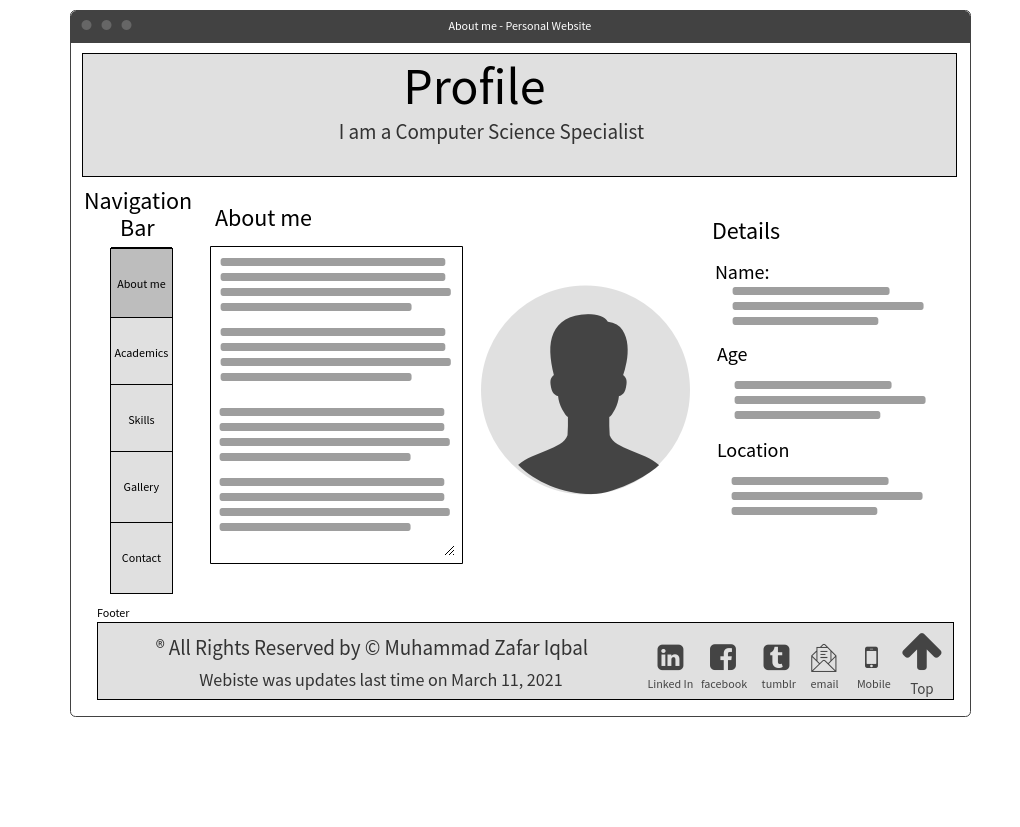 About me - Personal Website
Profile
I am a Computer Science Specialist
Navigation
Bar
About me
Academics
Skills
Gallery
Contact
About me
Details
Name:
Age
Location
Footer
® All Rights Reserved by © Muhammad Zafar Iqbal
Webiste was updates last time on March 11, 2021
Linked In
facebook
tumblr
email
Mobile
Top